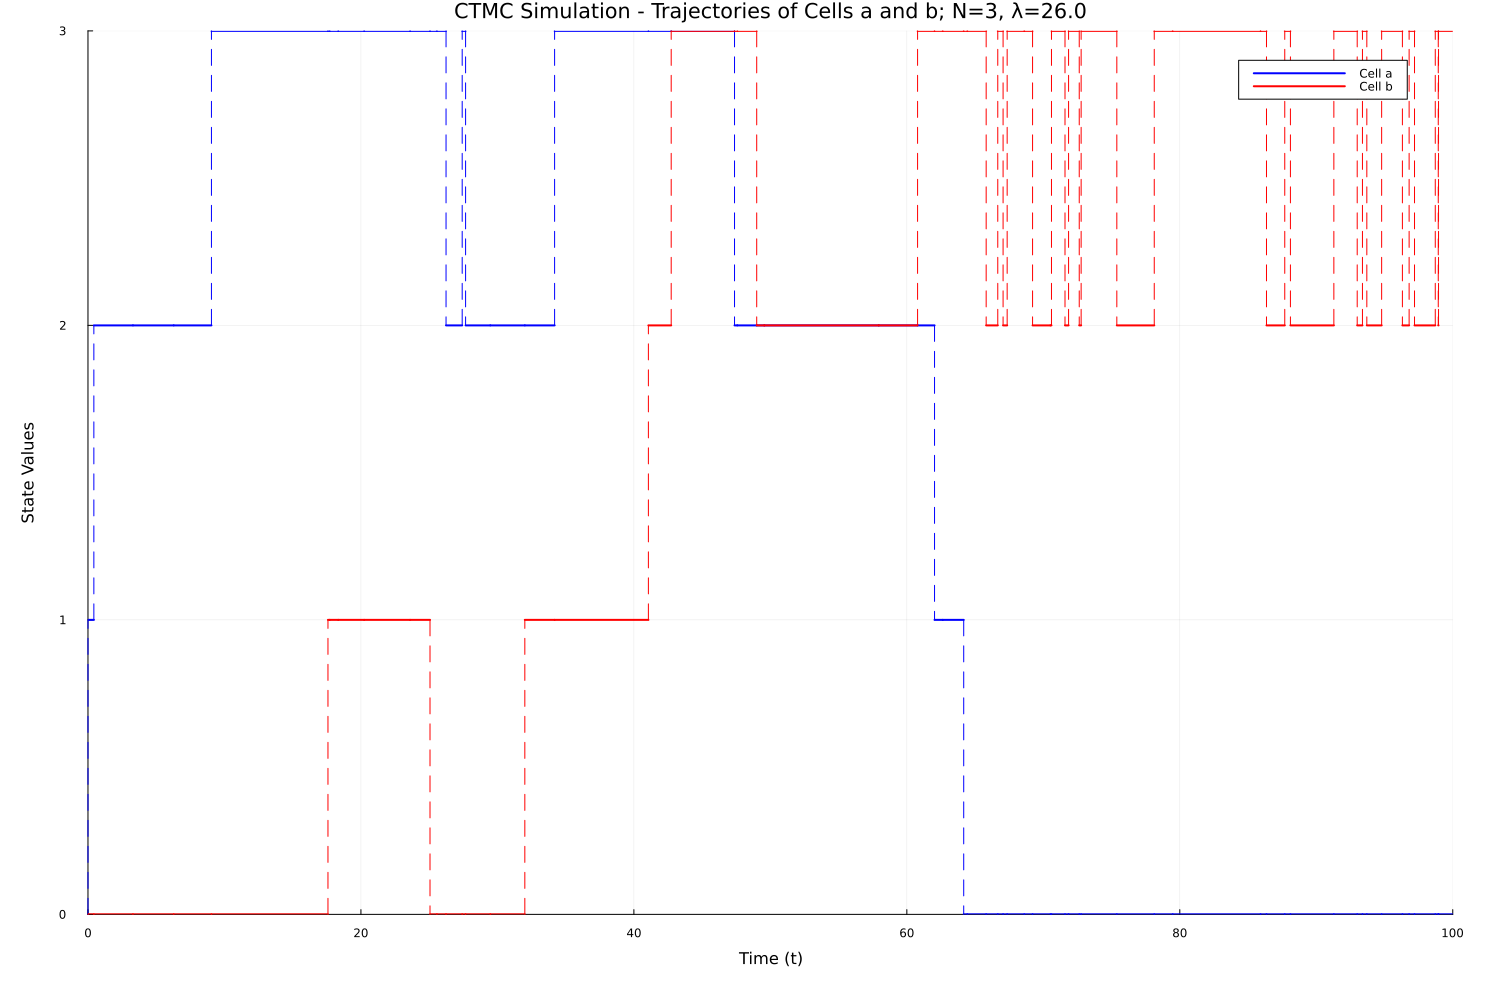 CTMC Simulation - Trajectories of Cells a and b; N=3, λ=26.0
3
Cell a
Cell b
2
State Values
1
0
0 20 40 60 80 100
Time (t)